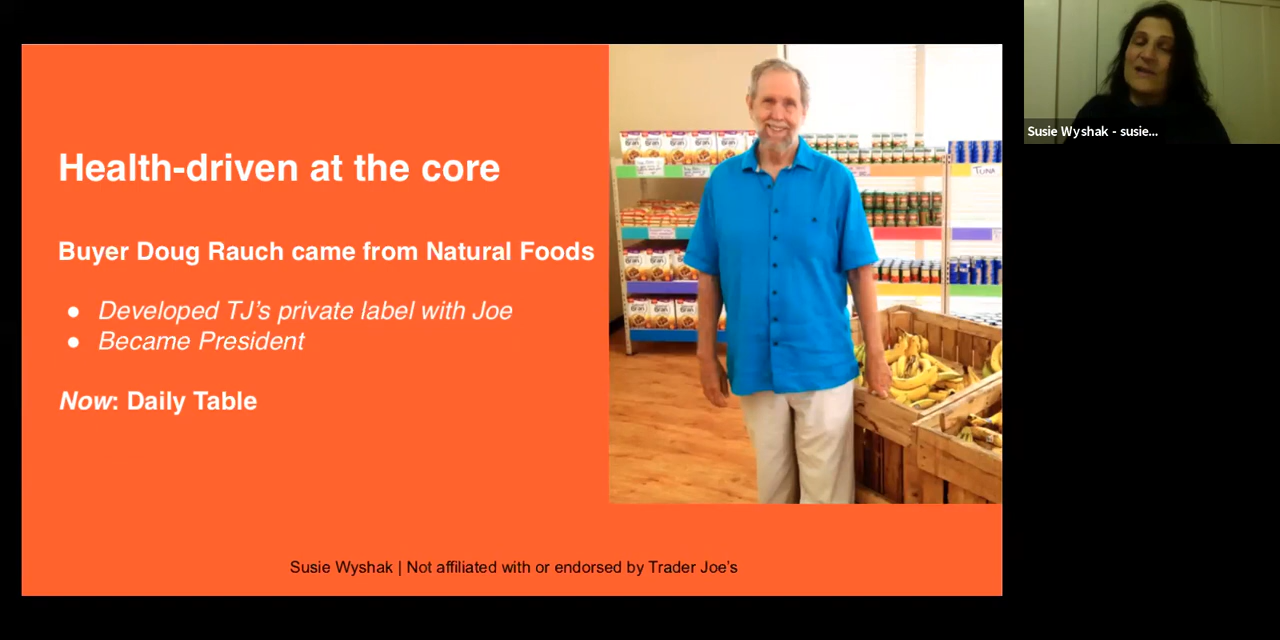 Health-driven at the core
Buyer Doug Rauch came from Natural Foods
● Developed TJ's private label with Joe
● Became President
Now: Daily Table
Susie Wyshak | Not affiliated with or endorsed by Trader Joe's
TUNA
Susie Wyshak - susie...